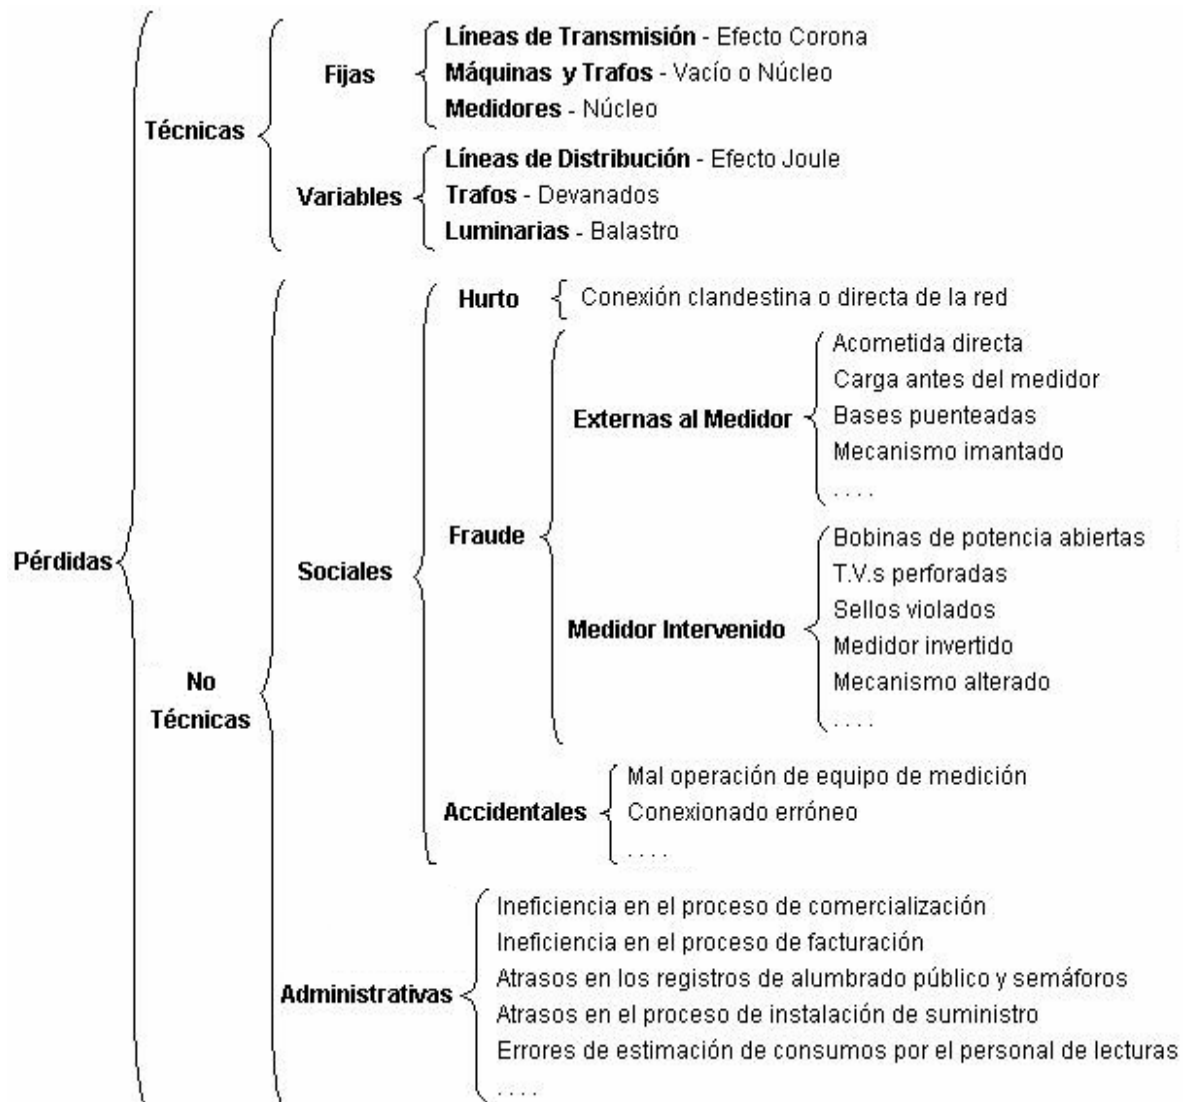 Pérdidas
Técnicas
Fijas
Líneas de Transmisión - Efecto Corona
Máquinas y Trafos - Vacío o Núcleo
Medidores - Núcleo
Variables
Líneas de Distribución - Efecto Joule
Trafos - Devanados
Luminarias - Balastro
No
Técnicas
Sociales
Hurto
Conexión clandestina o directa de la red
Fraude
Externas al Medidor
Acometida directa
Carga antes del medidor
Bases puenteadas
Mecanismo imantado
. . . .
Medidor Intervenido
Bobinas de potencia abiertas
T.V.s perforadas
Sellos violados
Medidor invertido
Mecanismo alterado
. . . .
Accidentales
Mal operación de equipo de medición
Conexionado erróneo
. . . .
Administrativas
Ineficiencia en el proceso de comercialización
Ineficiencia en el proceso de facturación
Atrasos en los registros de alumbrado público y semáforos
Atrasos en el proceso de instalación de suministro
Errores de estimación de consumos por el personal de lecturas
. . . .